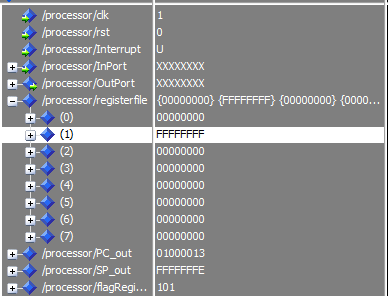 /processor/clk 1
/processor/rst 0
/processor/Interrupt U
/processor/InPort XXXXXXXX
/processor/OutPort XXXXXXXX
/processor/registerfile {00000000} {FFFFFFFF} {00000000} {0000...
(0) 00000000
(1) FFFFFFFF
(2) 00000000
(3) 00000000
(4) 00000000
(5) 00000000
(6) 00000000
(7) 00000000
/processor/PC_out 01000013
/processor/SP_out FFFFFFFE
/processor/flagRegi... 101